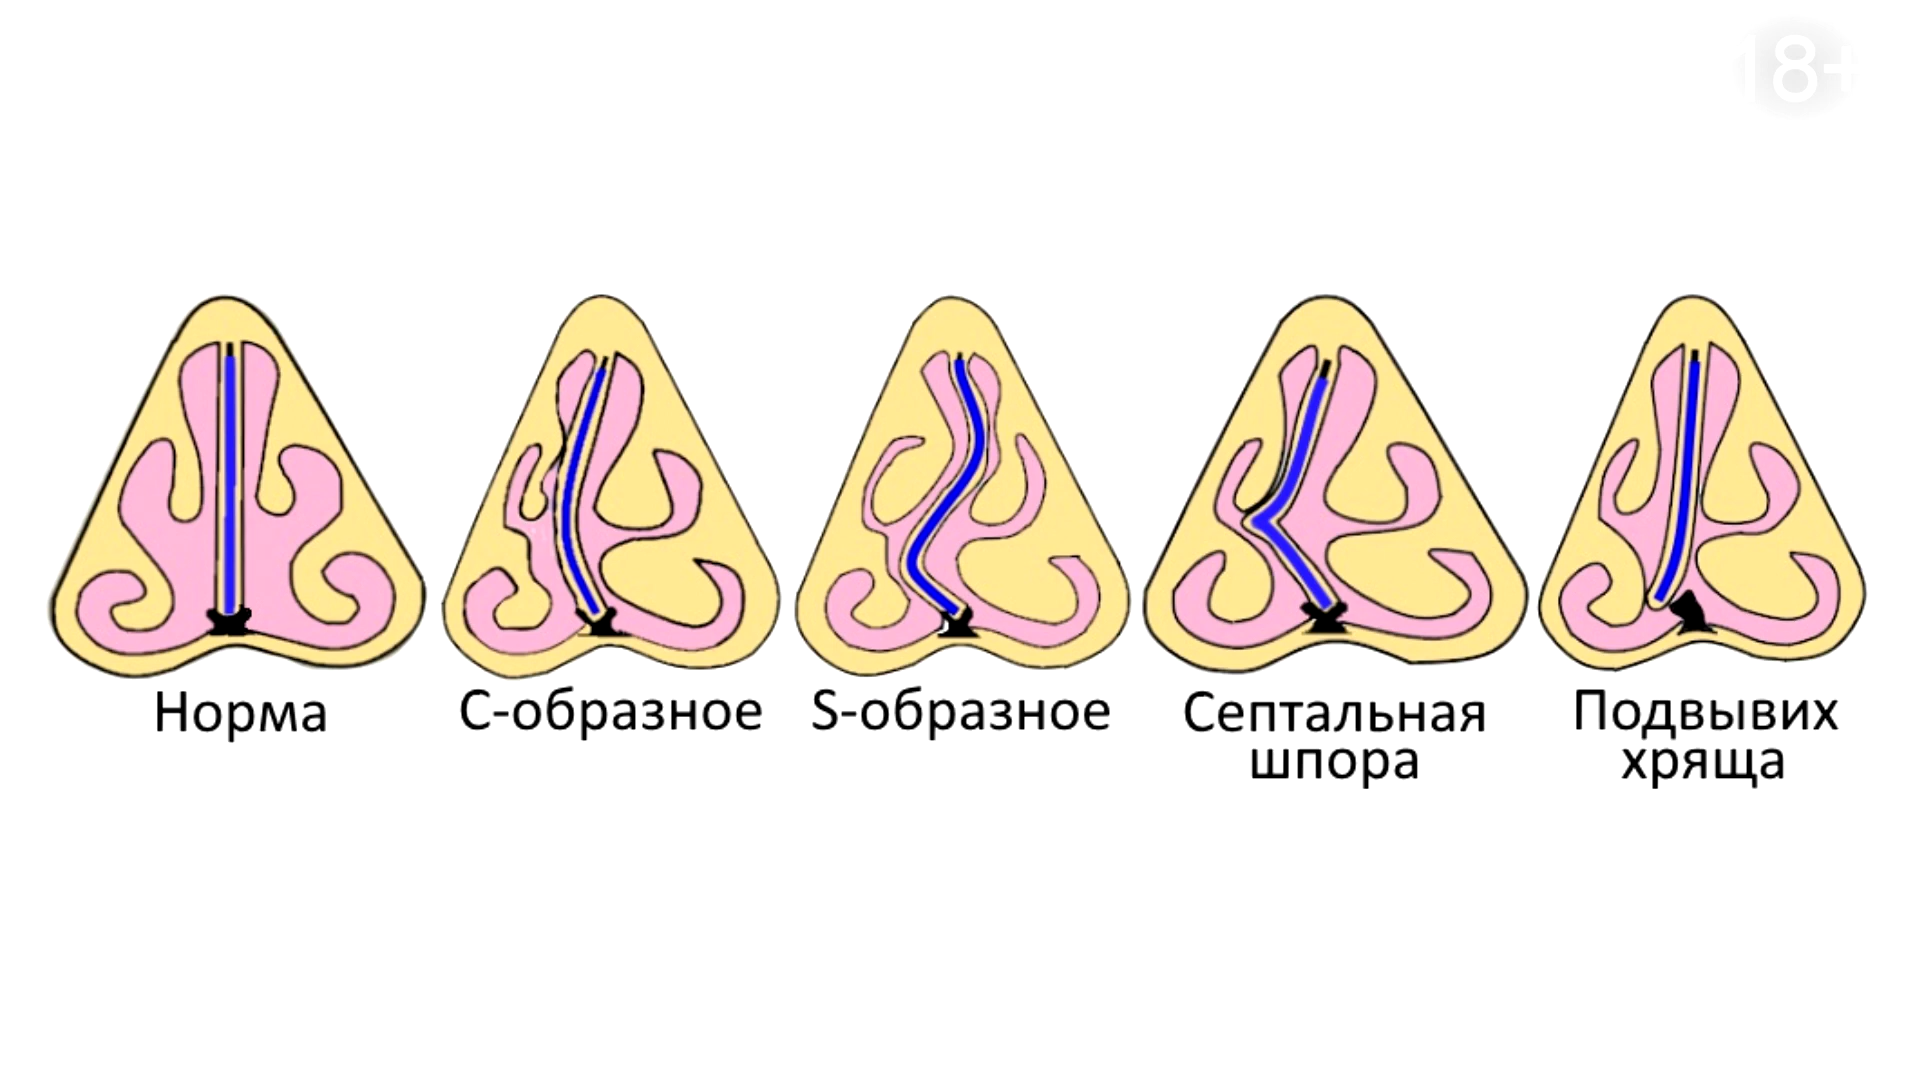 18+
Норма
С-образное
S-образное
Септальная
шпора
Подвывих
хряща